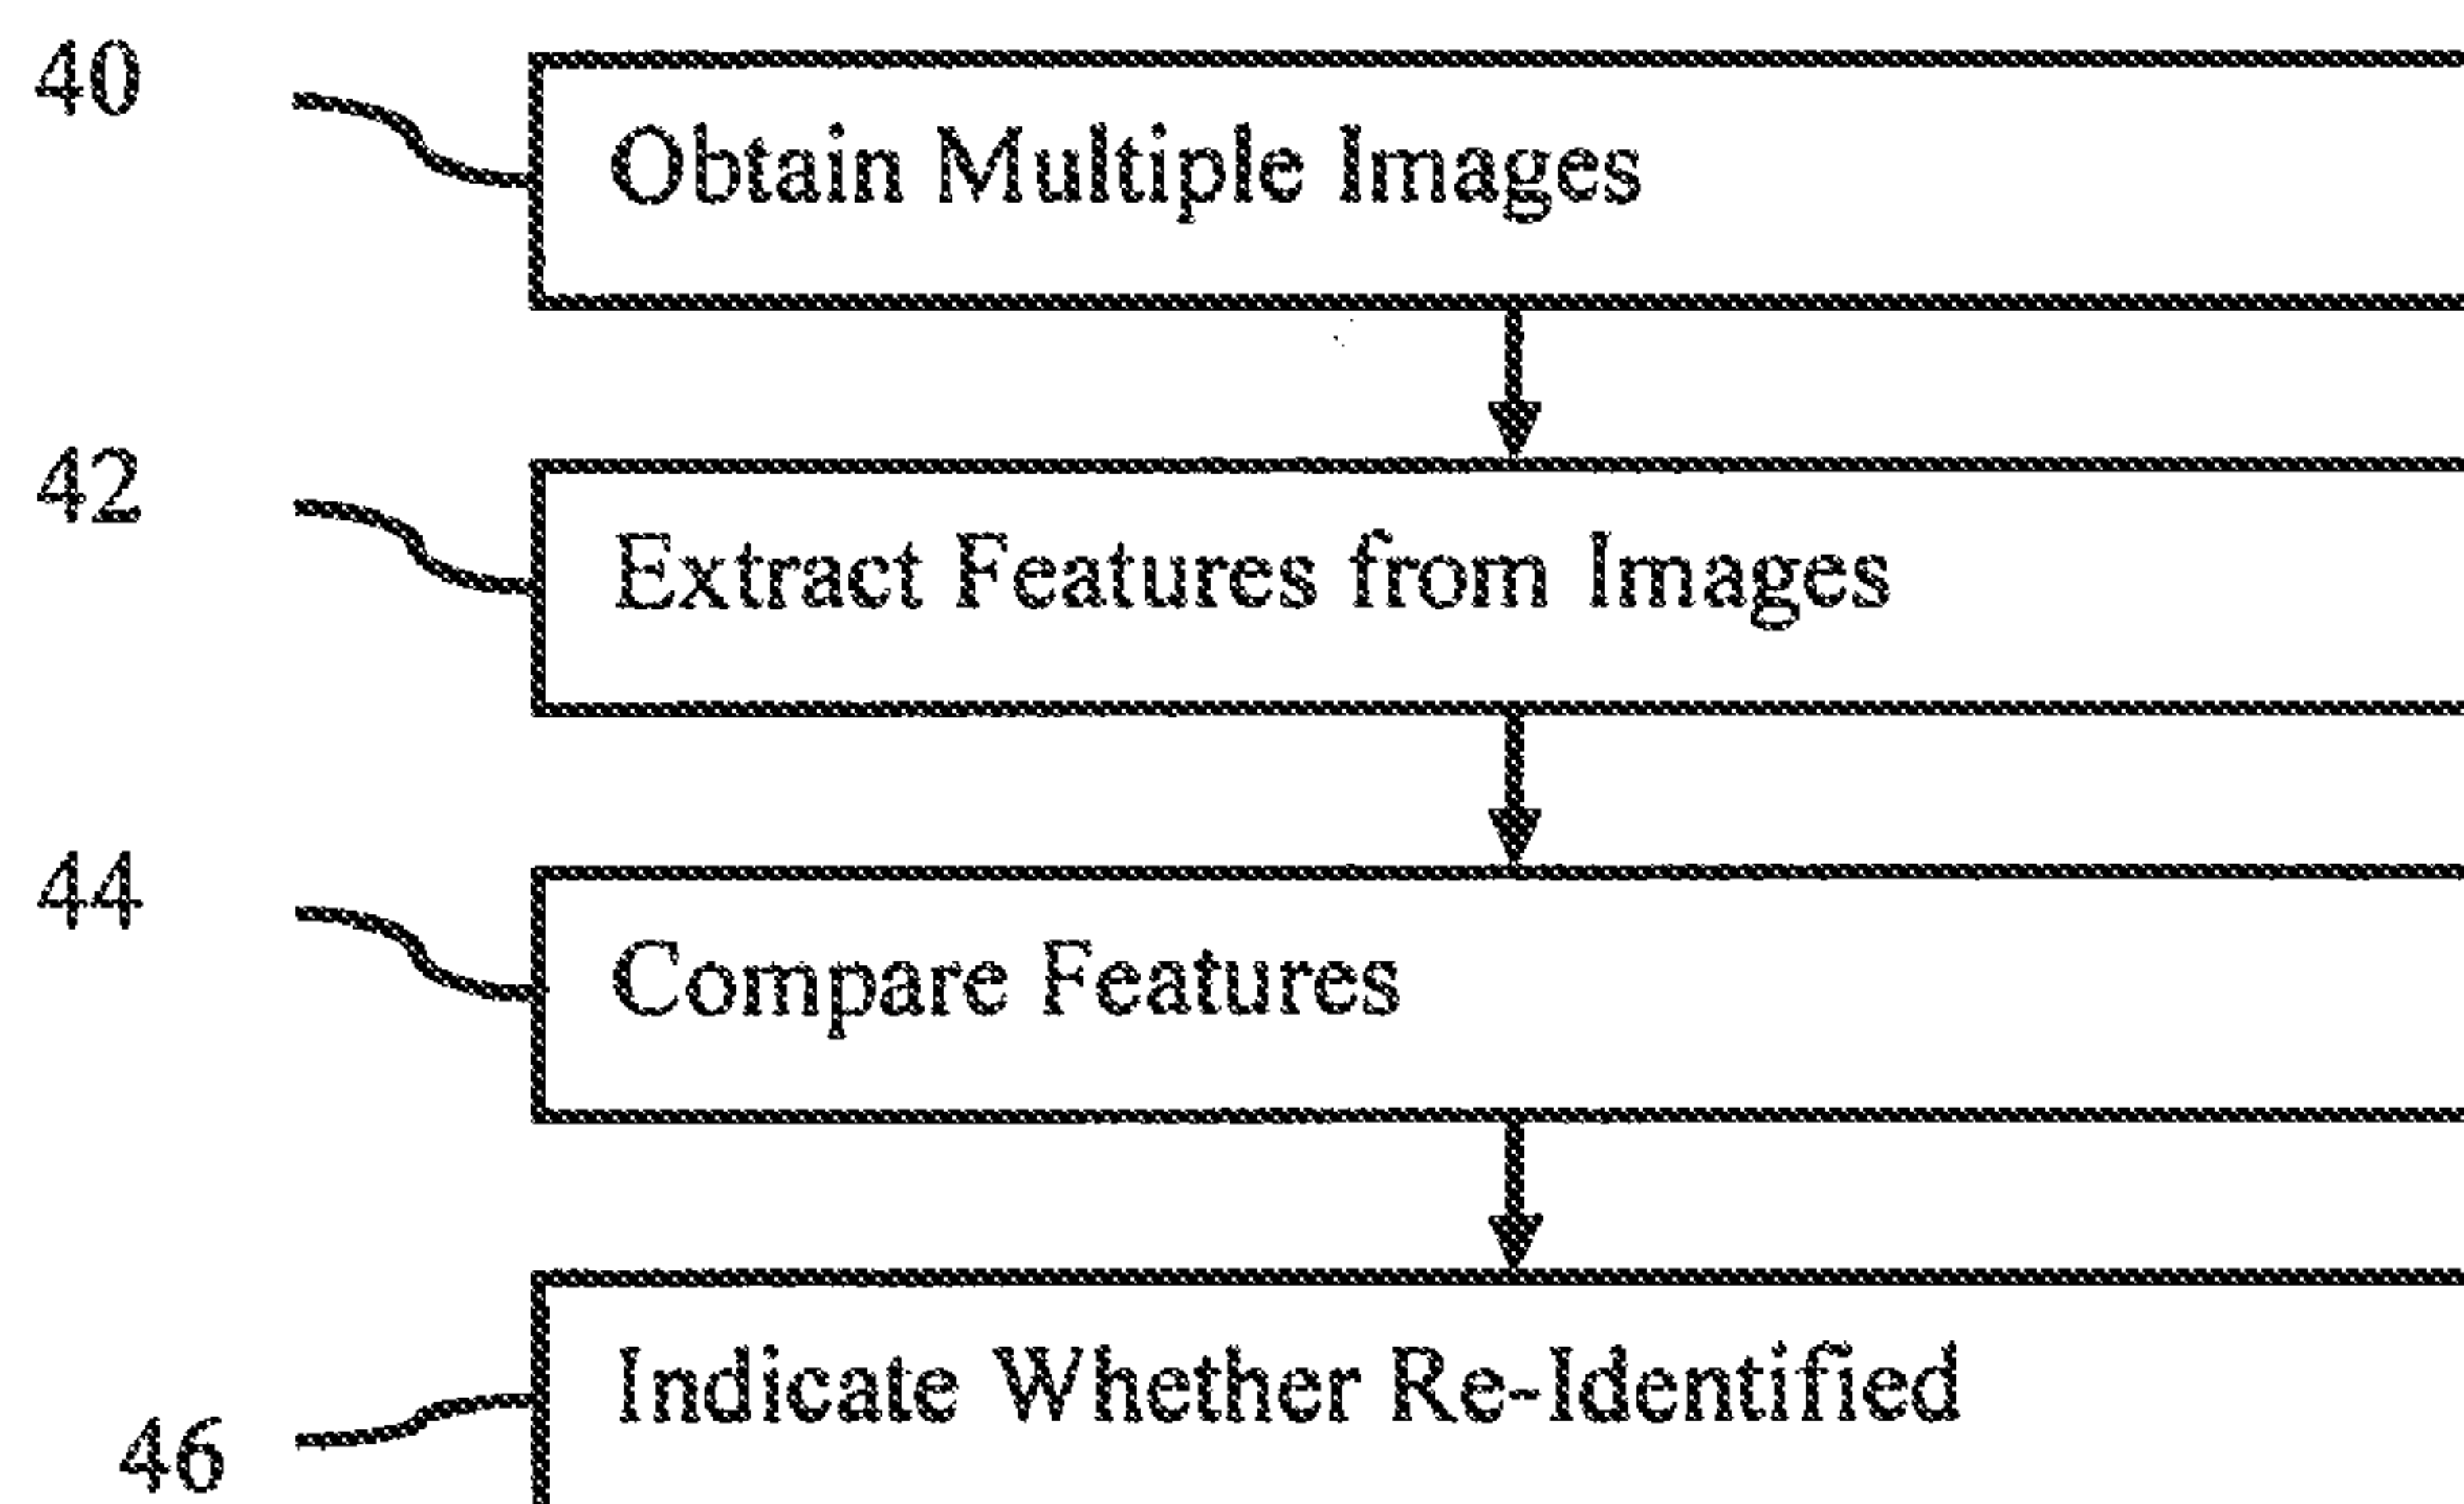 40
Obtain Multiple Images
42
Extract Features from Images
44
Compare Features
Indicate Whether Re-Identified
46